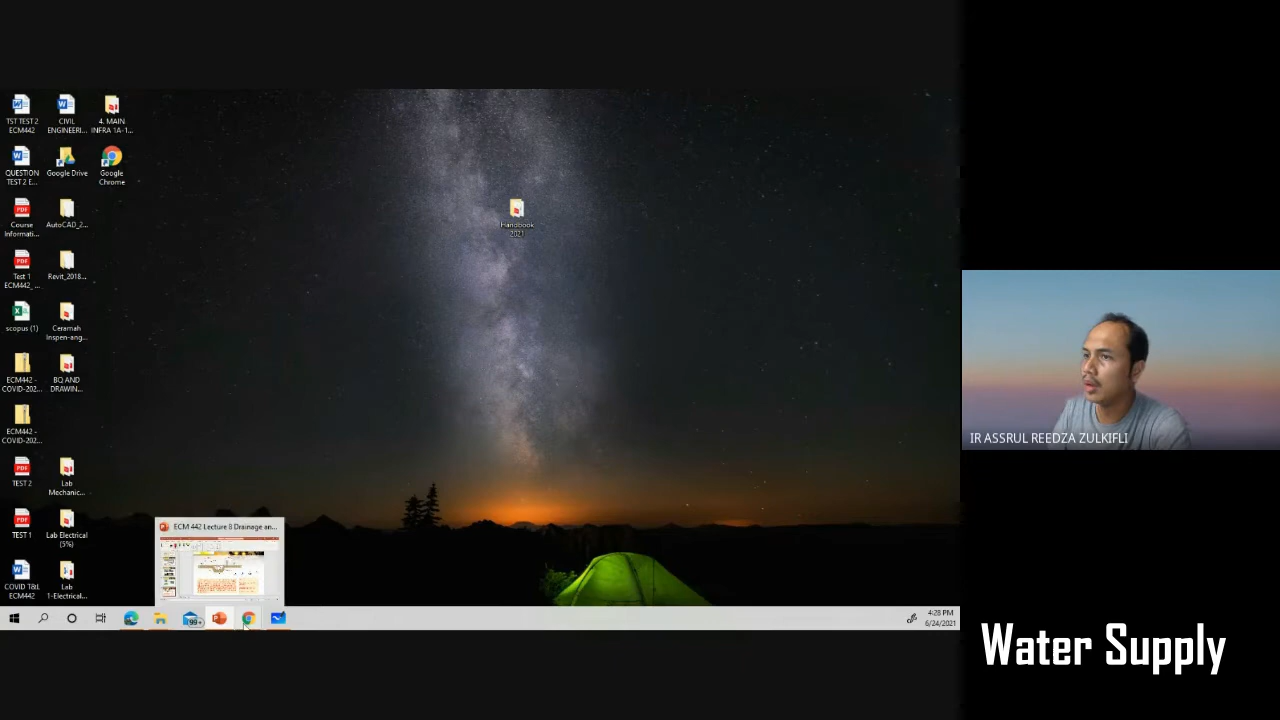 TST TEST 2
ECM442
CIVIL
ENGINEERI...
4. MAIN
INFRA 1A-1...
QUESTION
TEST 2 E...
Google Drive
Google
Chrome
Course
Informati...
AutoCAD_2...
Handbook
2021
Test 1
ECM442_...
Revit_2018...
scopus (1)
Ceramah
Inspen-ang...
ECM442 -
COVID-202...
BQ AND
DRAWIN...
ECM442 -
COVID-202...
TEST 2
Lab
Mechanic...
TEST 1
Lab Electrical
(5%)
COVID T&L
ECM442
Lab
1-Electrical...
ECM 442 Lecture 8 Drainage an...
99+
4:28 PM
6/24/2021
IR ASSRUL REEDZA ZULKIFLI
Water Supply